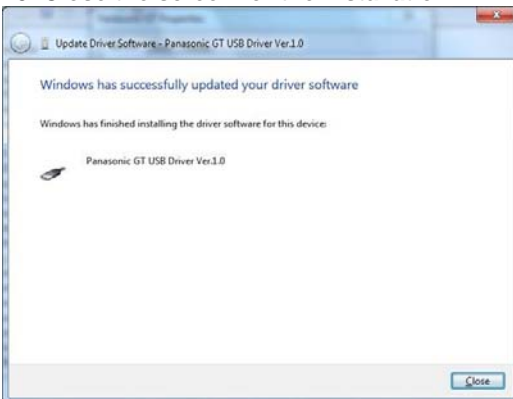 Update Driver Software - Panasonic GT USB Driver Ver.1.0
Windows has successfully updated your driver software
Windows has finished installing the driver software for this device:
Panasonic GT USB Driver Ver.1.0
Close